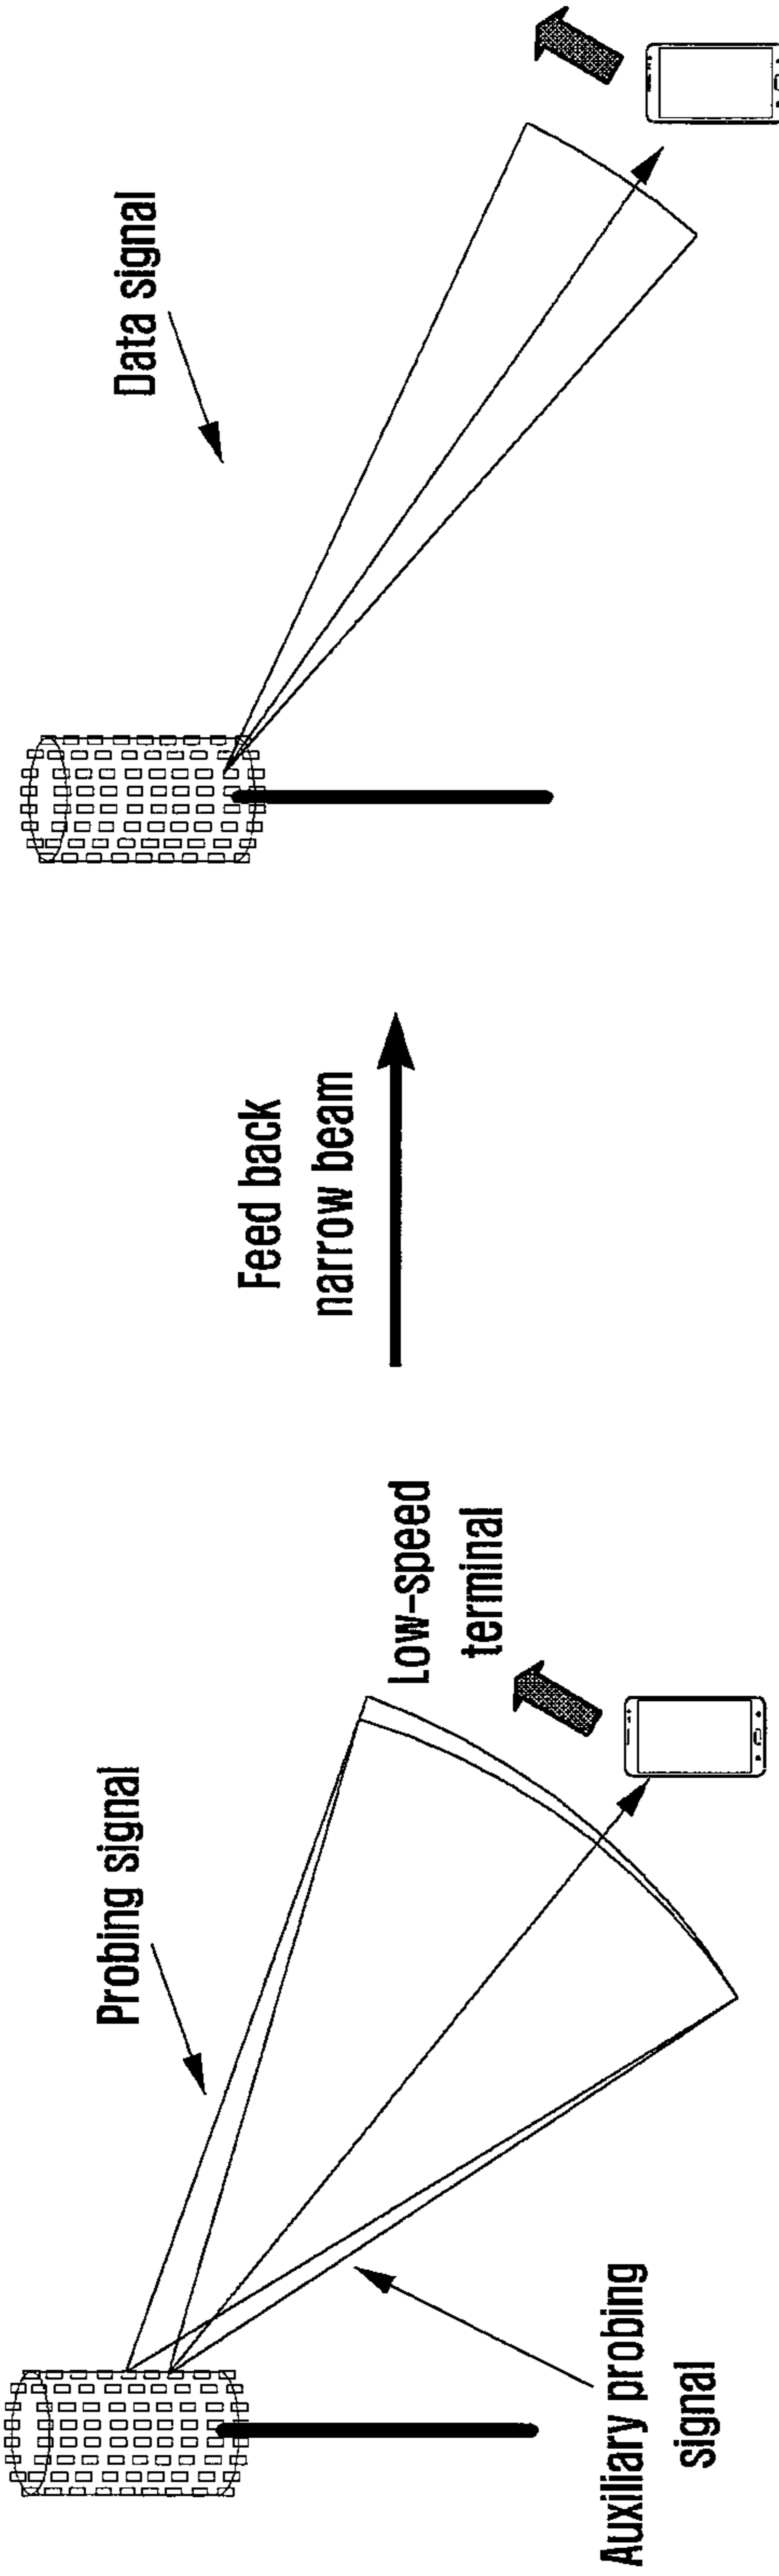 Probing signal
Auxiliary probing
signal
Low-speed
terminal
Feed back
narrow beam
Data signal